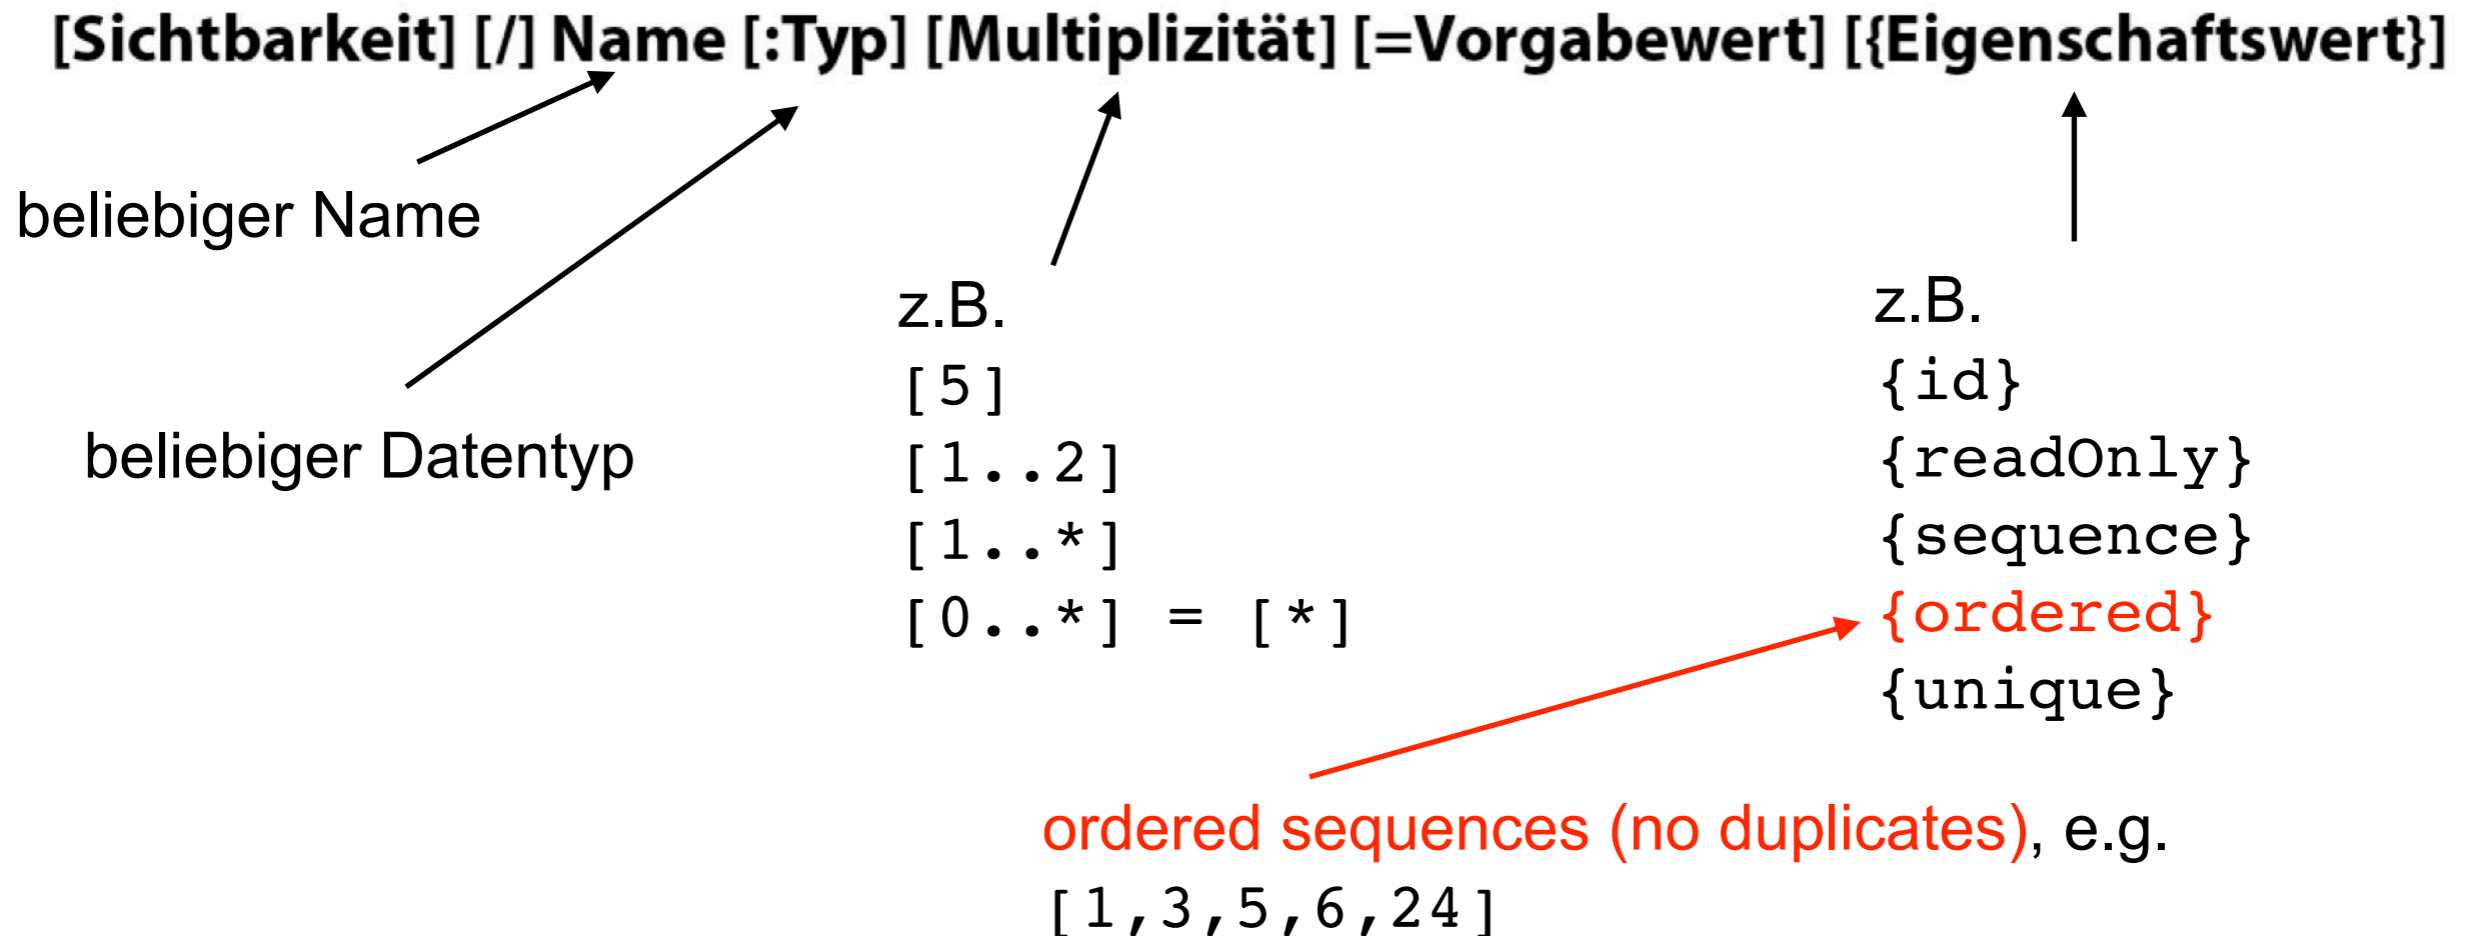 [Sichtbarkeit] [/] Name [:Typ] [Multiplizität] [=Vorgabewert] [{Eigenschaftswert}]
beliebiger Name
beliebiger Datentyp
z.B.
[5]
[1..2]
[1..*]
[0..*] = [*]
z.B.
{id}
{readOnly}
{sequence}
{ordered}
{unique}
ordered sequences (no duplicates), e.g.
[1,3,5,6,24]